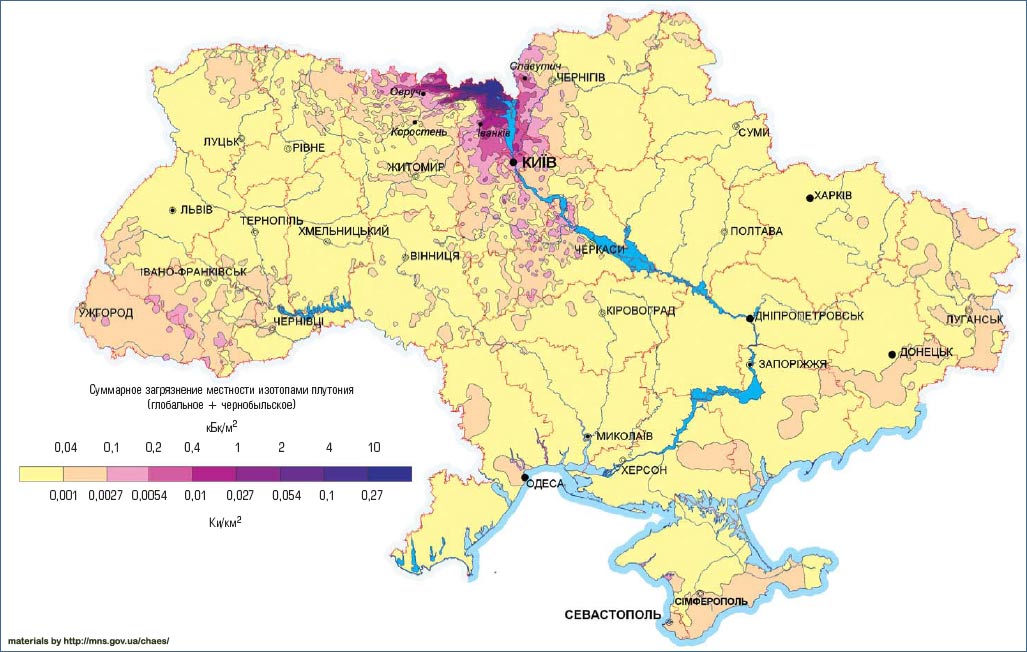 Славутич
ЧЕРНІГІВ
Овруч
Коростень
Іванків
СУМИ
ЛУЦЬК
РІВНЕ
КИЇВ
ЖИТОМИР
ХАРКІВ
ЛЬВІВ
ТЕРНОПІЛЬ
ХМЕЛЬНИЦЬКИЙ
ПОЛТАВА
ЧЕРКАСИ
ВІННИЦЯ
ІВАНО-ФРАНКІВСЬК
УЖГОРОД
ЧЕРНІВЦІ
КІРОВОГРАД
ДНІПРОПЕТРОВСЬК
ЛУГАНСЬК
ДОНЕЦЬК
ЗАПОРІЖЖЯ
Суммарное загрязнение местности изотопами плутония
(глобальное + чернобыльское)
кБк/м²
0,04 0,1 0,2 0,4 1 2 4 10
0,001 0,0027 0,0054 0,01 0,027 0,054 0,1 0,27
Ки/км²
МИКОЛАЇВ
ХЕРСОН
ОДЕСА
СІМФЕРОПОЛЬ
СЕВАСТОПОЛЬ
materials by http://mns.gov.ua/chaes/